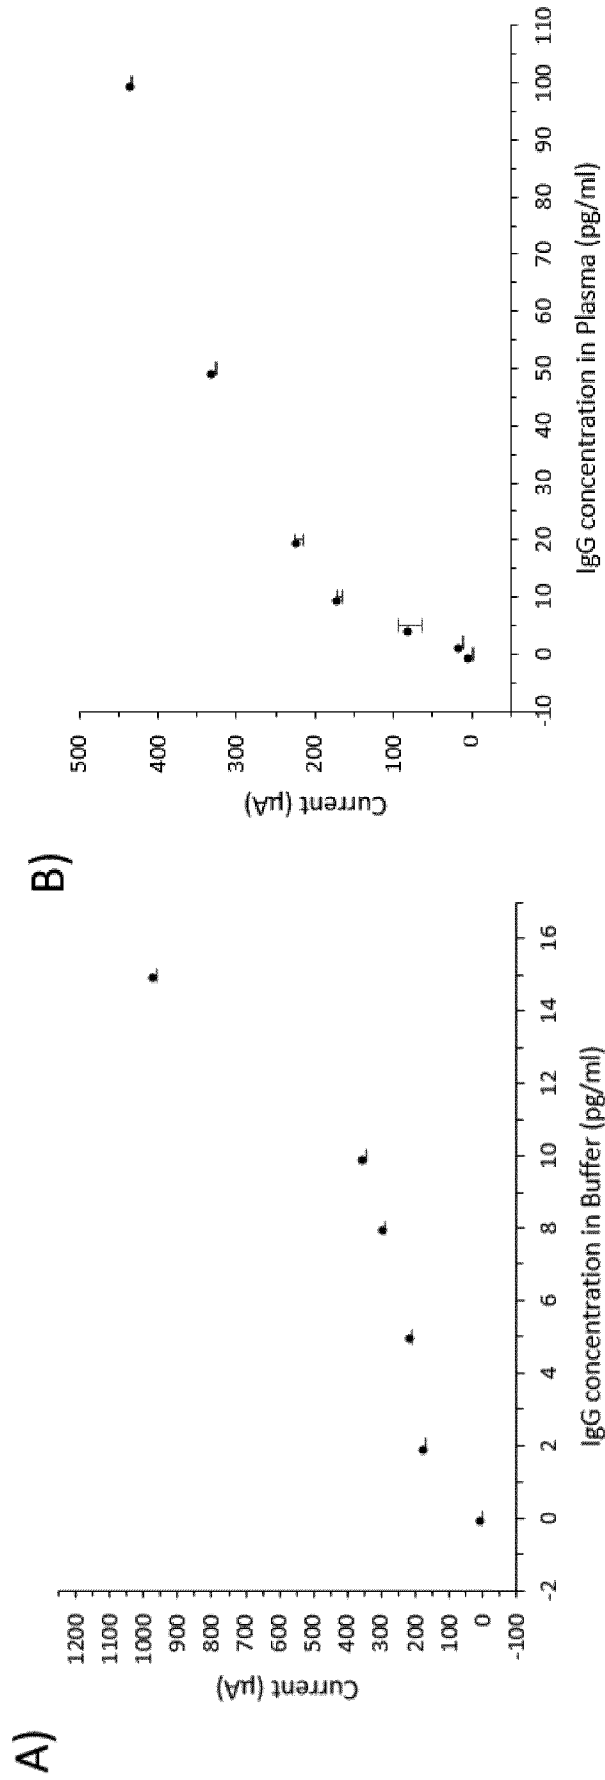 A)
Current (µA)
1200
1100
1000
900
800
700
600
500
400
300
200
100
0
-100
-2 0 2 4 6 8 10 12 14 16
IgG concentration in Buffer (pg/ml)
B)
Current (µA)
500
400
300
200
100
0
-10 0 10 20 30 40 50 60 70 80 90 100 110
IgG concentration in Plasma (pg/ml)